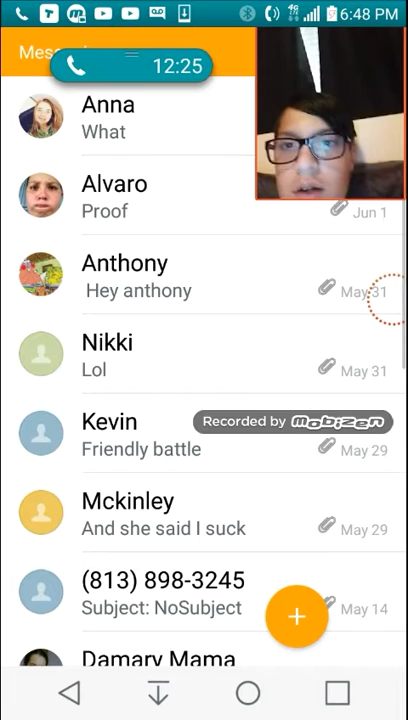 6:48 PM
12:25
Anna
What
Alvaro
Proof
Jun 1
Anthony
Hey anthony
May 31
Nikki
Lol
May 31
Recorded by mobizen
Kevin
Friendly battle
May 29
Mckinley
And she said I suck
May 29
(813) 898-3245
Subject: NoSubject
May 14
Damary Mama